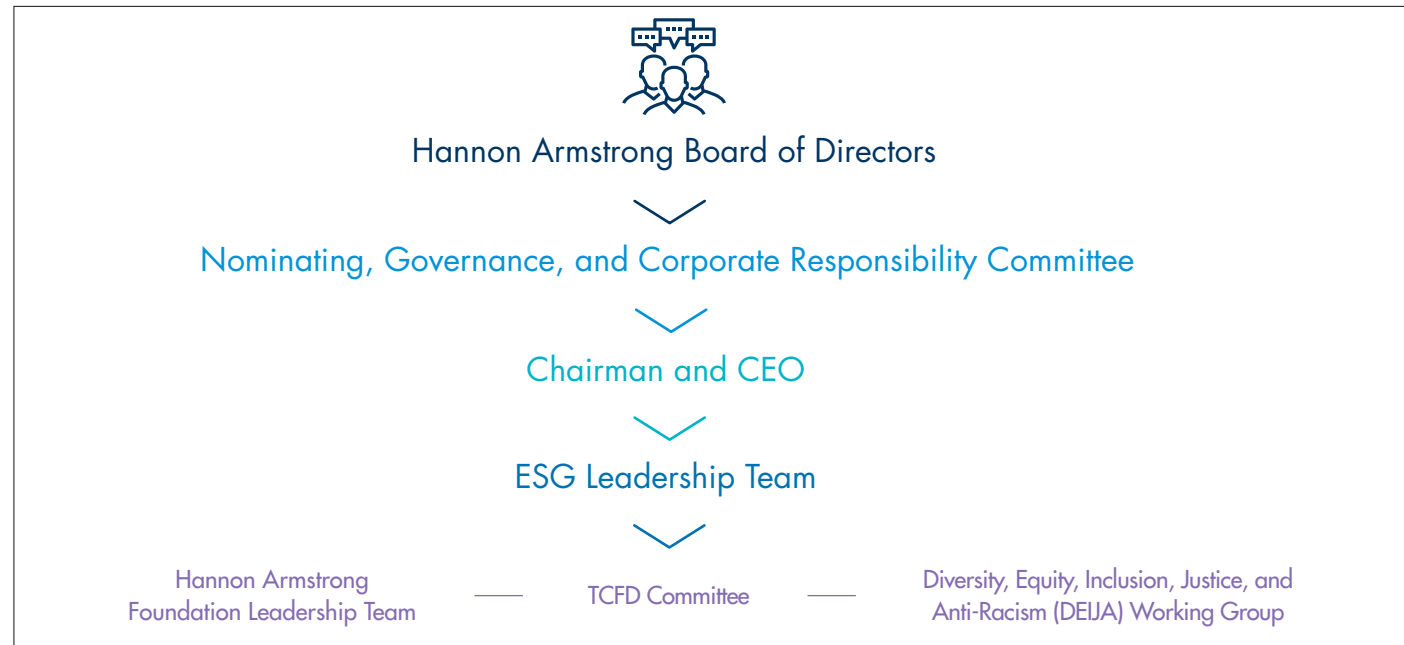 Hannon Armstrong Board of Directors
Nominating, Governance, and Corporate Responsibility Committee
Chairman and CEO
ESG Leadership Team
Hannon Armstrong
Foundation Leadership Team
TCFD Committee
Diversity, Equity, Inclusion, Justice, and
Anti-Racism (DEIJA) Working Group